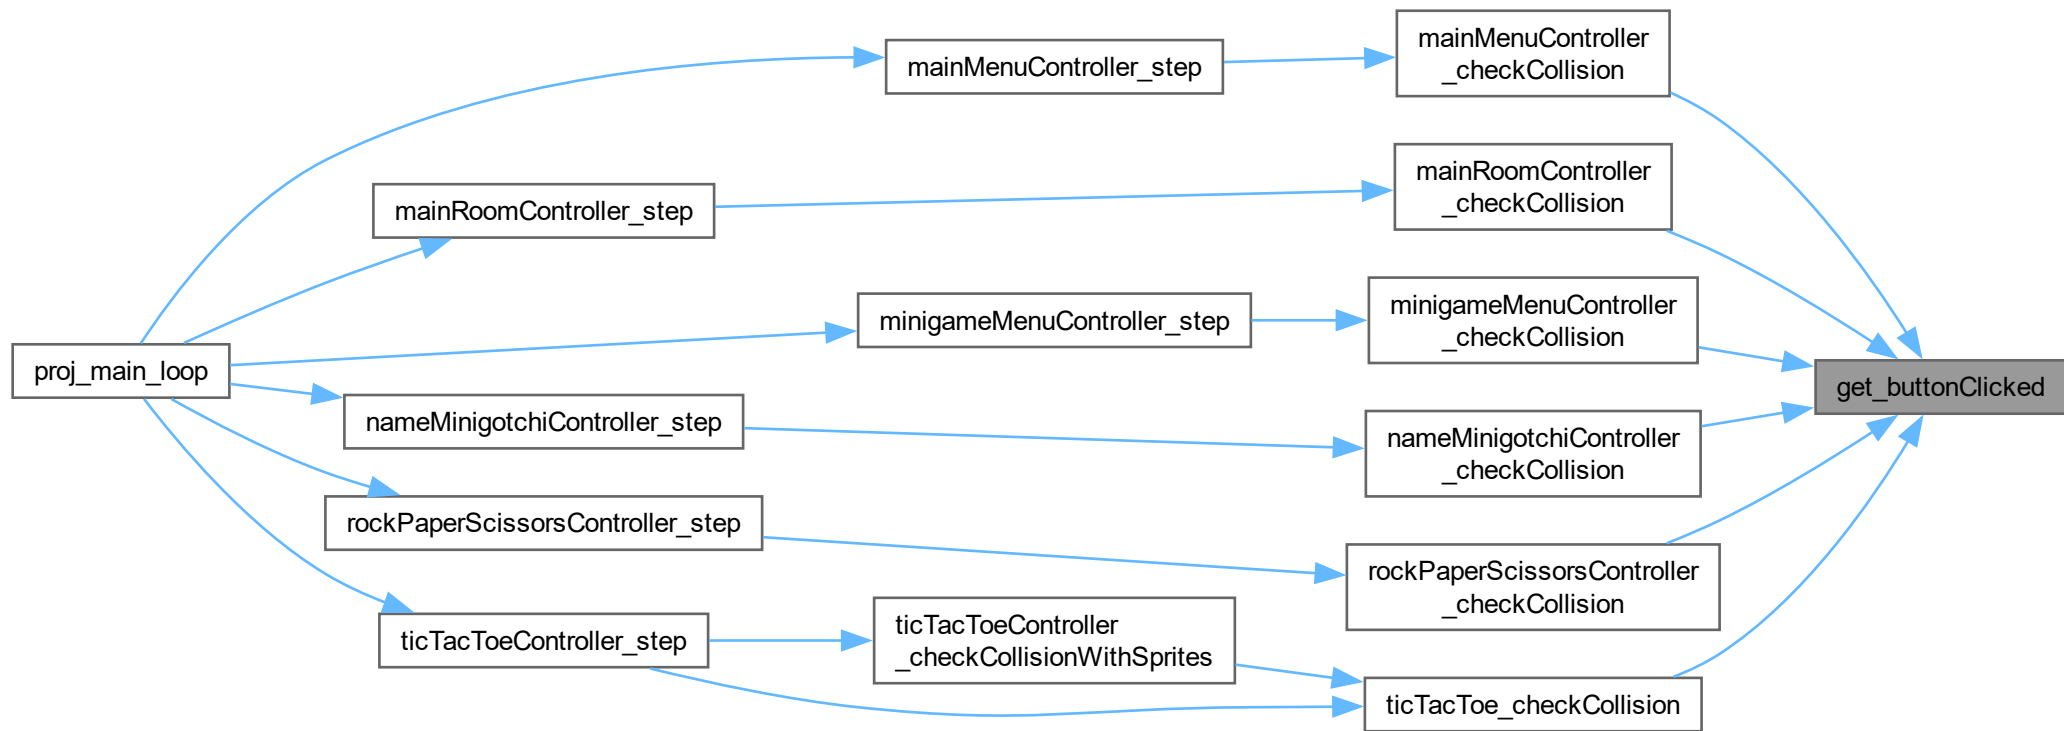 mainMenuController
_checkCollision
mainMenuController_step
mainRoomController
_checkCollision
mainRoomController_step
minigameMenuController
_checkCollision
minigameMenuController_step
proj_main_loop
get_buttonClicked
nameMinigotchiController_step
nameMinigotchiController
_checkCollision
rockPaperScissorsController_step
rockPaperScissorsController
_checkCollision
ticTacToeController_step
ticTacToeController
_checkCollisionWithSprites
ticTacToe_checkCollision